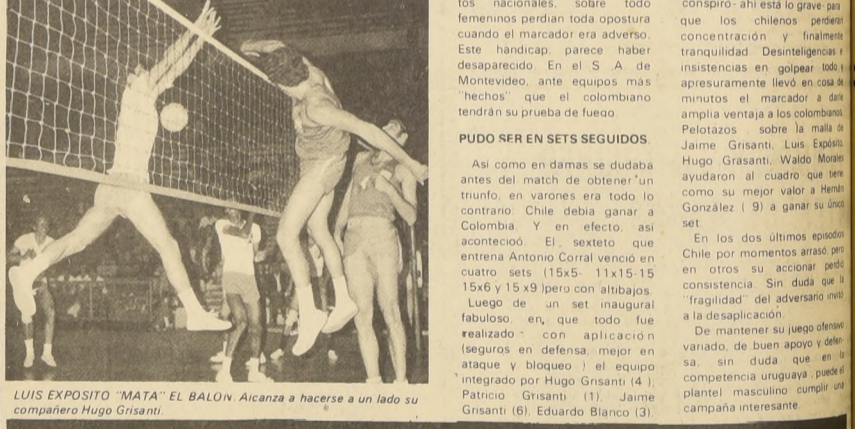 LUIS EXPOSITO "MATA" EL BALON. Alcanza a hacerse a un lado su
compañero Hugo Grisanti.
tos nacionales, sobre todo
femeninos perdian toda opostura
cuando el marcador era adverso.
Este handicap, parece haber
desaparecido. En el S .A de
Montevideo, ante equipos más
"hechos" que el colombiano
tendrán su prueba de fuego.
PUDO SER EN SETS SEGUIDOS.
Asi como en damas se dudaba
antes del match de obtener un
triunfo, en varones era todo lo
contrario. Chile debía ganar a
Colombia. Y en efecto, así
aconteció. El sexteto que
entrena Antonio Corral venció en
cuatro sets (15x5- 11x15-15
15x6 y 15 x9 )pero con altibajos.
Luego de un set inaugural
fabuloso, en, que todo fue
realizado - con aplicación
(seguros en defensa, mejor en
ataque y bloqueo ) el equipo
integrado por Hugo Grisanti (4 ),
Patricio Grisanti (1), Jaime
Grisanti (6), Eduardo Blanco (3),
conspiró- ahí está lo grave- para
que los chilenos perdieran
concentración y finalmente
tranquilidad. Desinteligencias e
insistencias en golpear todo
apresuramente llevó en cosa de
minutos el marcador a darle
amplia ventaja a los colombianos.
Pelotazos sobre la malla de
Jaime Grisanti, Luis Expósito,
Hugo Grasanti, Waldo Morales
ayudaron al cuadro que tiene
como su mejor valor a Hernán
González ( 9) a ganar su único
set.
En los dos últimos episodios
Chile por momentos arrasó, pero
en otros su accionar perdió
consistencia. Sin duda que la
"fragilidad" del adversario invitó
a la desaplicación.
De mantener su juego ofensivo
variado, de buen apoyo y defen-
sa, sin duda que en la
competencia uruguaya, puede el
plantel masculino cumplir una
campaña interesante.